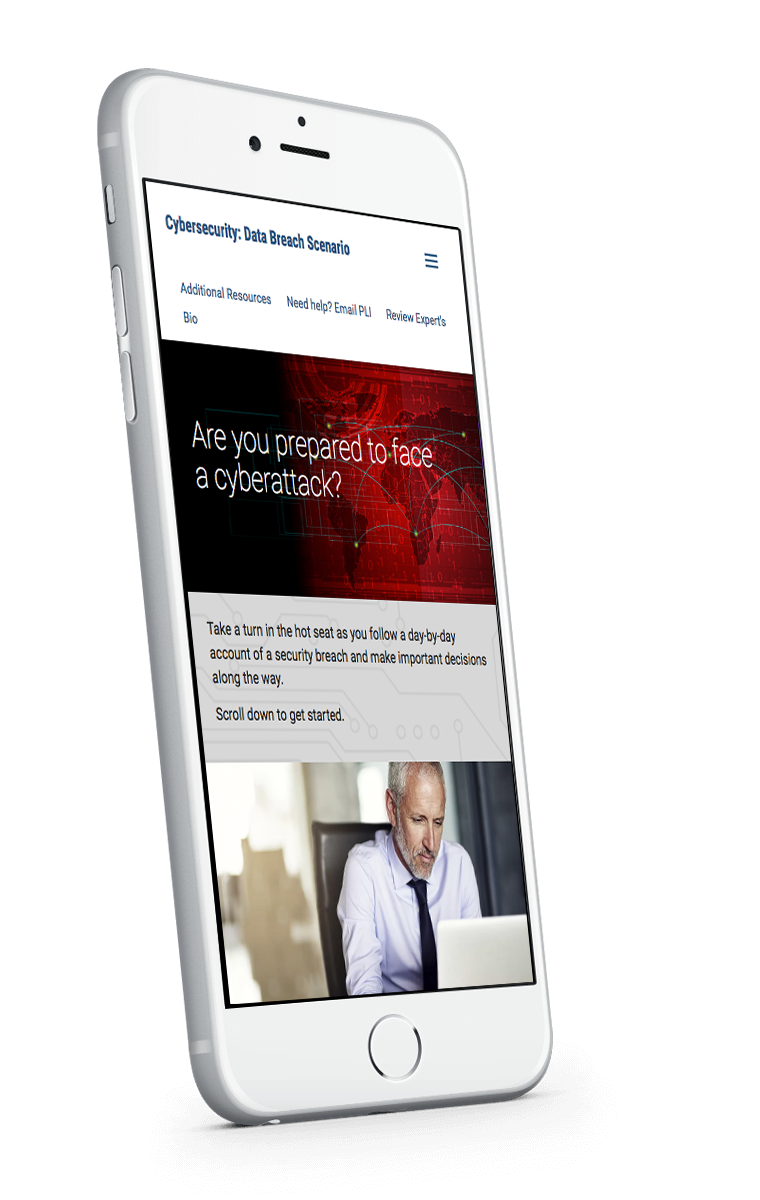 Cybersecurity: Data Breach Scenario
Additional Resources Need help? Email PLI Review Expert's
Bio
Are you prepared to face
a cyberattack?
Take a turn in the hot seat as you follow a day-by-day
account of a security breach and make important decisions
along the way.
Scroll down to get started.